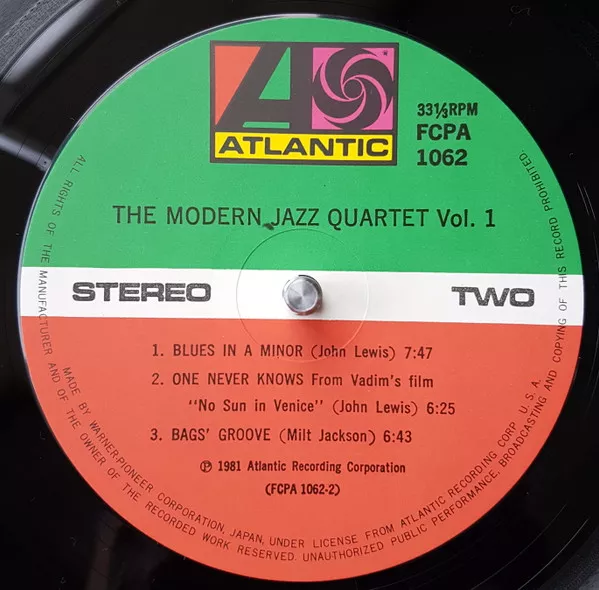 ATLANTIC
33⅓RPM
FCPA
1062
THE MODERN JAZZ QUARTET Vol. 1
STEREO
TWO
1. BLUES IN A MINOR (John Lewis) 7:47
2. ONE NEVER KNOWS From Vadim's film
"No Sun in Venice" (John Lewis) 6:25
3. BAGS' GROOVE (Milt Jackson) 6:43
℗ 1981 Atlantic Recording Corporation
(FCPA 1062-2)
ALL RIGHTS OF THE MANUFACTURER AND OF THE OWNER OF THE RECORDED WORK RESERVED. UNAUTHORIZED PUBLIC PERFORMANCE, BROADCASTING AND COPYING OF THIS RECORD PROHIBITED.
MADE BY WARNER-PIONEER CORPORATION, JAPAN, UNDER LICENSE FROM ATLANTIC RECORDING CORP. U.S.A.